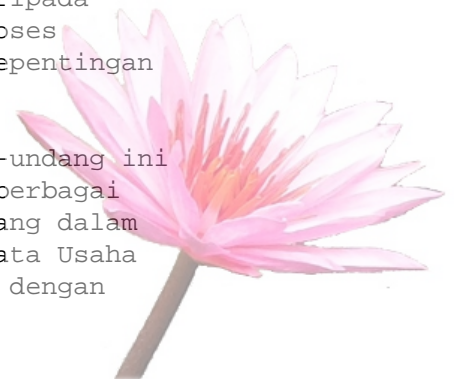 ripada
oses
epentingan
-undang ini
berbagai
ang dalam
ata Usaha
dengan